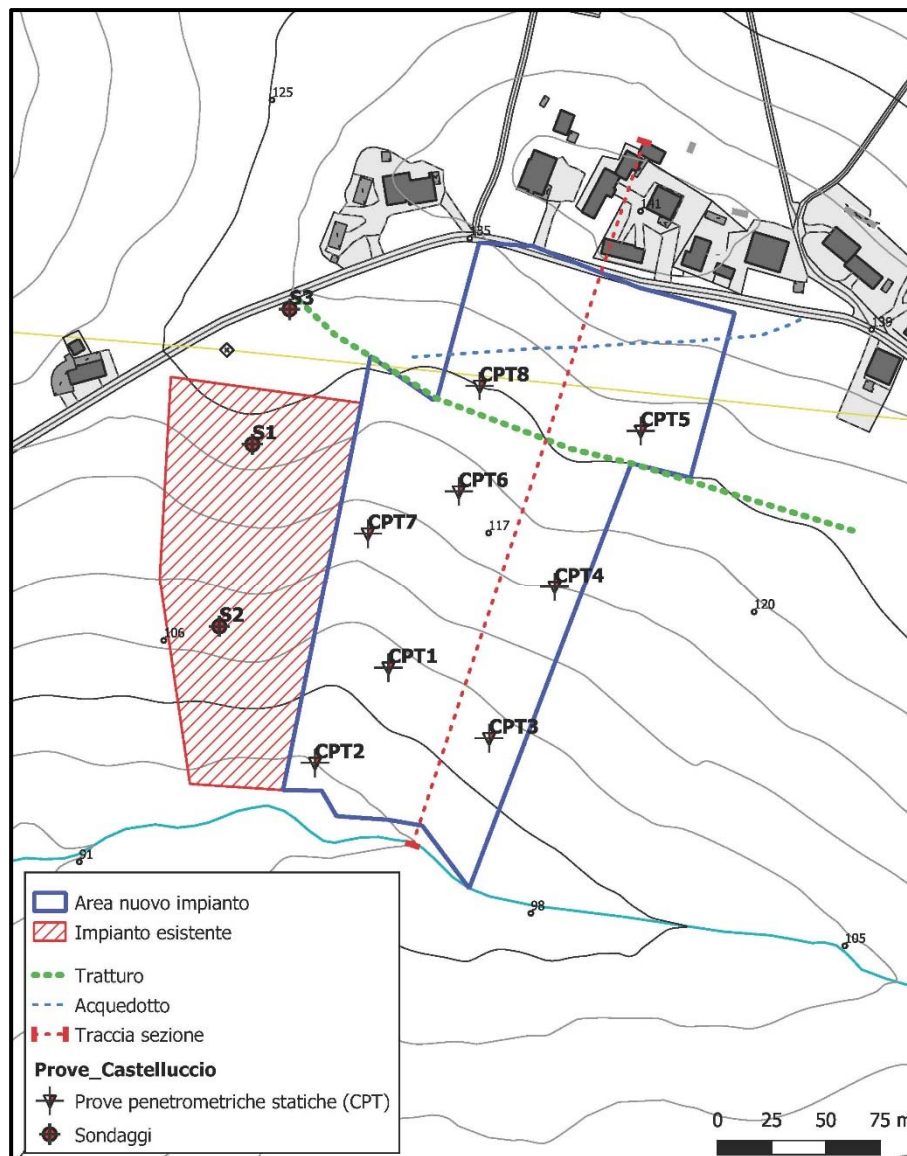 125
141
135
S3
139
CPT8
S1
CPT5
CPT6
CPT7
117
CPT4
120
S2
106
CPT1
CPT3
CPT2
91
98
105
Area nuovo impianto
Impianto esistente
Tratturo
Acquedotto
Traccia sezione
Prove_Castelluccio
Prove penetrometriche statiche (CPT)
Sondaggi
0 25 50 75 m